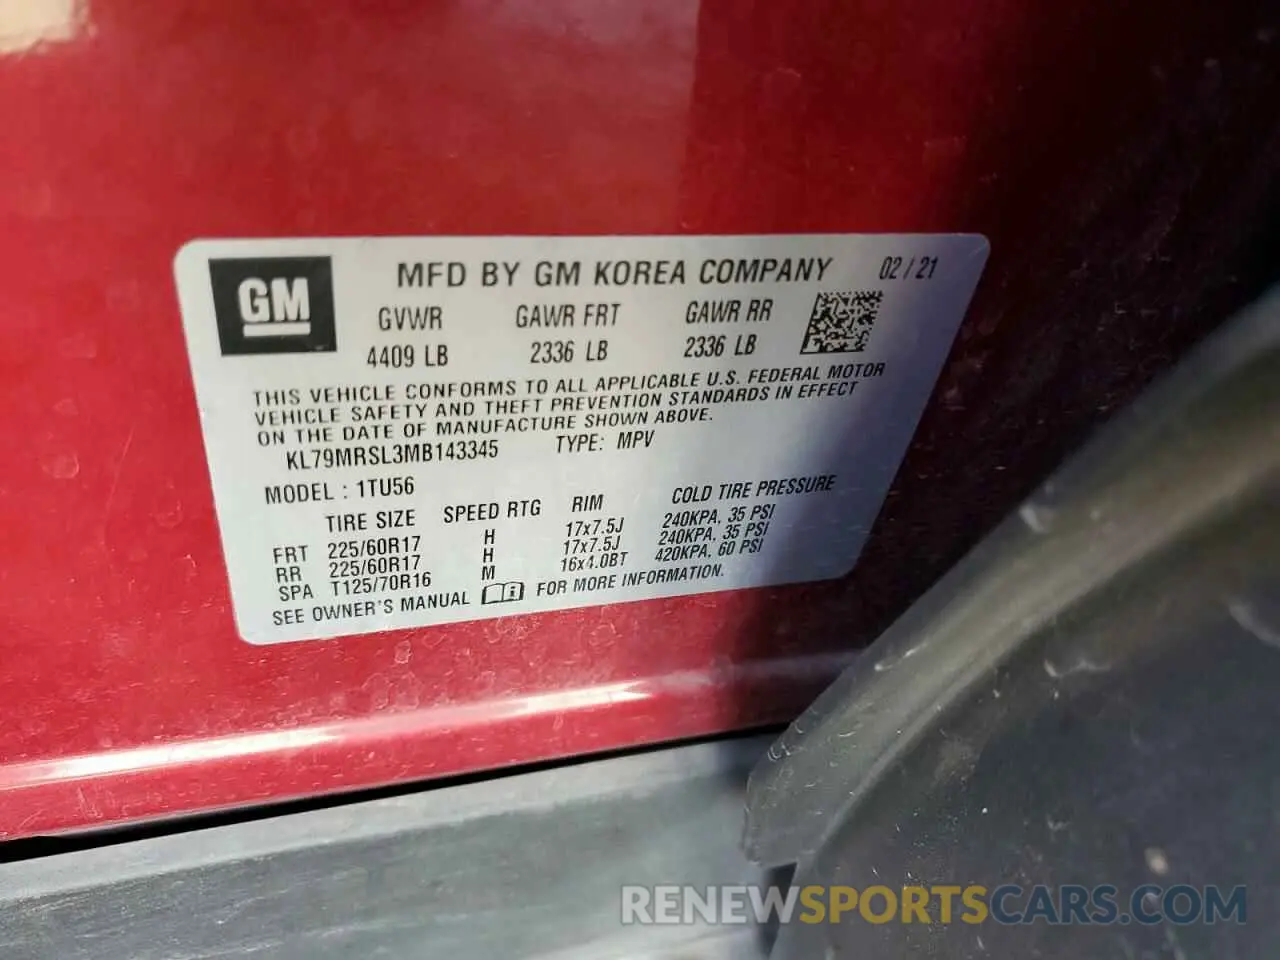 GM
MFD BY GM KOREA COMPANY 02/21
GVWR GAWR FRT GAWR RR
4409 LB 2336 LB 2336 LB
THIS VEHICLE CONFORMS TO ALL APPLICABLE U.S. FEDERAL MOTOR
VEHICLE SAFETY AND THEFT PREVENTION STANDARDS IN EFFECT
ON THE DATE OF MANUFACTURE SHOWN ABOVE.
KL79MRSL3MB143345 TYPE: MPV
MODEL : 1TU56
TIRE SIZE SPEED RTG RIM COLD TIRE PRESSURE
FRT 225/60R17 H 17x7.5J 240KPA, 35 PSI
RR 225/60R17 H 17x7.5J 240KPA, 35 PSI
SPA T125/70R16 M 16x4.0BT 420KPA, 60 PSI
SEE OWNER'S MANUAL i FOR MORE INFORMATION.
RENEWSPORTSCARS.COM